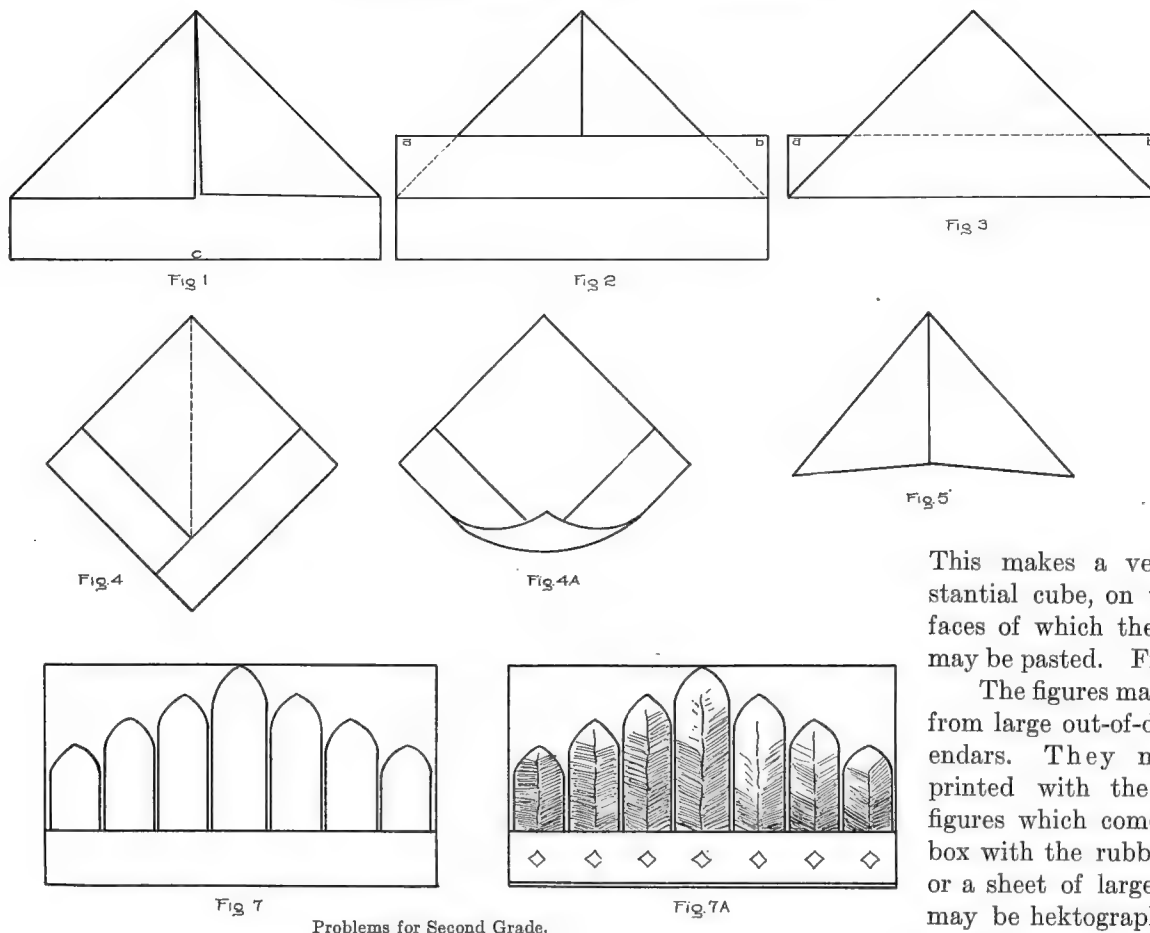 a b a b
c
Fig 1
Fig 2
Fig 3
Fig. 4
Fig. 4A
Fig. 5
This makes a ve
stantial cube, on
faces of which the
may be pasted. F
The figures ma
from large out-of-d
endars. They
printed with the
figures which com
box with the rubb
or a sheet of large
may be hektograp
Fig 7
Fig. 7A
Problems for Second Grade.